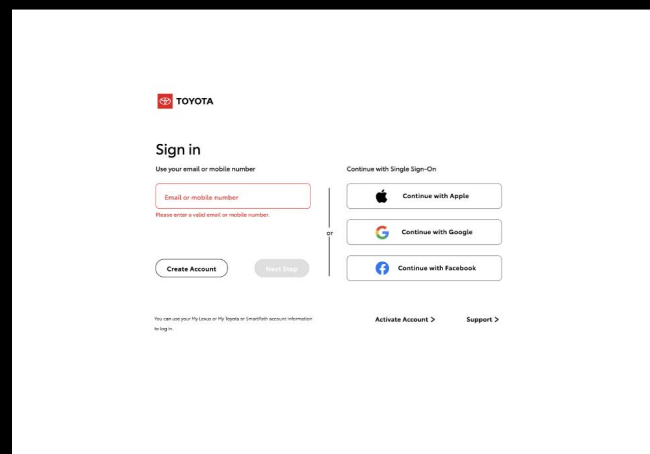 TOYOTA
Sign in
Use your email or mobile number
Email or mobile number
Please enter a valid email or mobile number.
Create Account
Next Step
or
Continue with Single Sign-On
Continue with Apple
Continue with Google
Continue with Facebook
You can use your My Lexus or My Toyota or SmartPath account information
to log in.
Activate Account >
Support >